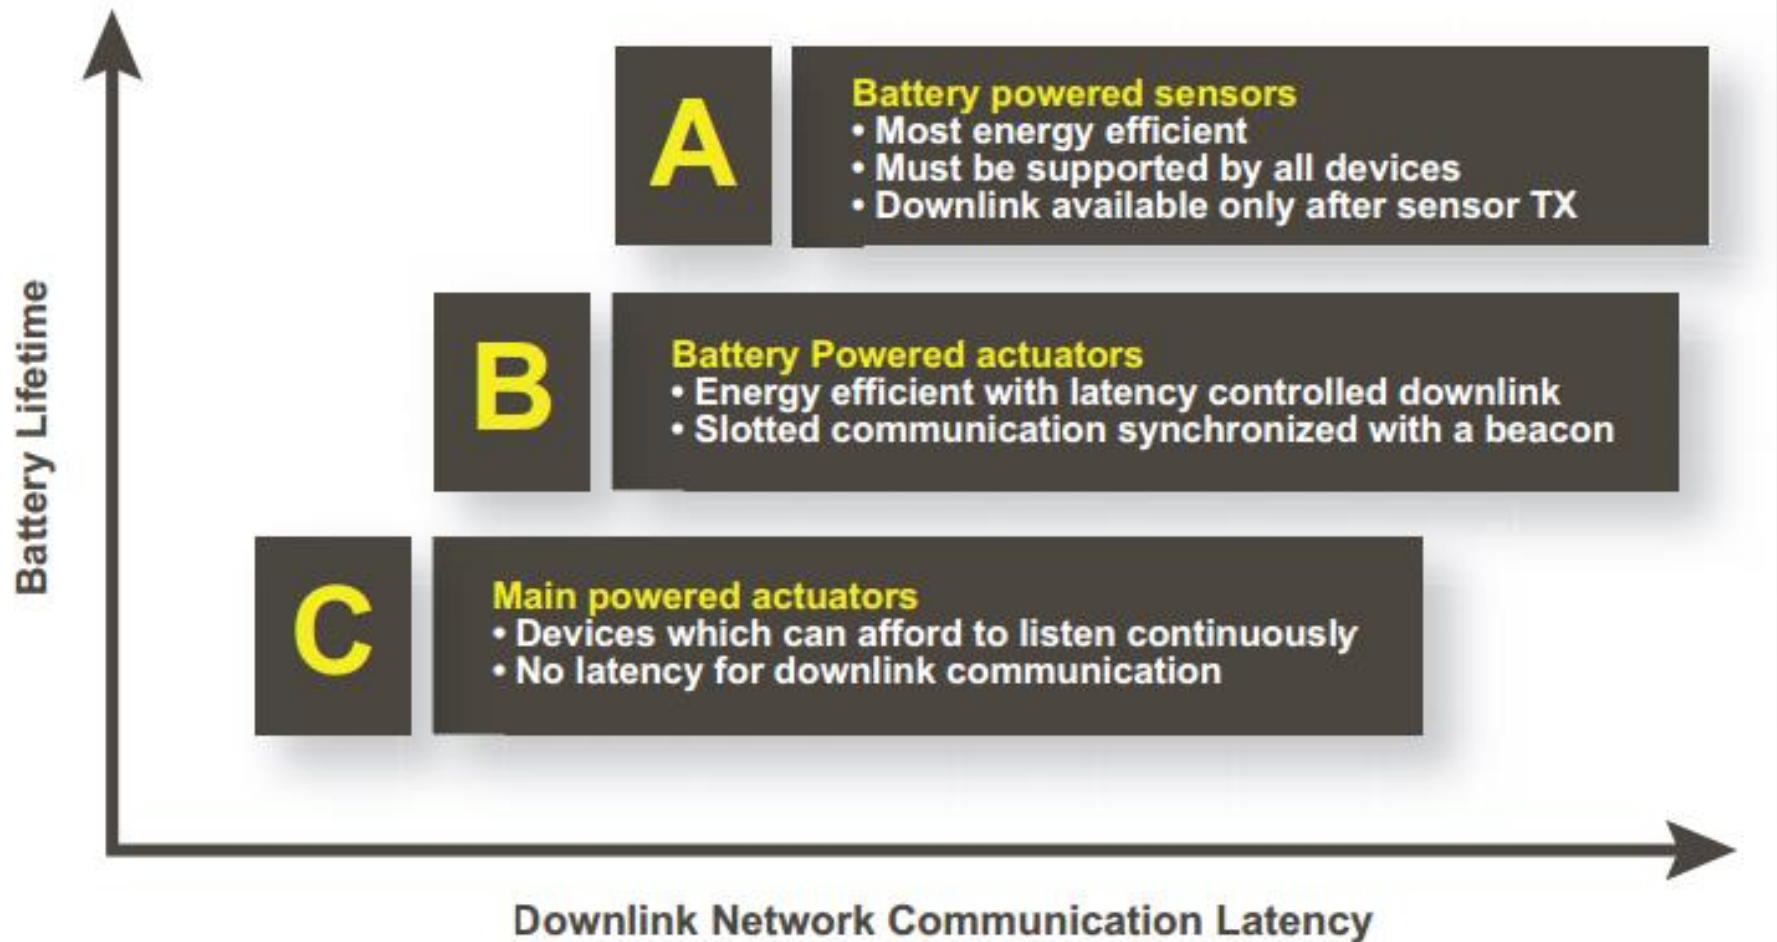 Battery Lifetime
A
Battery powered sensors
• Most energy efficient
• Must be supported by all devices
• Downlink available only after sensor TX
B
Battery Powered actuators
• Energy efficient with latency controlled downlink
• Slotted communication synchronized with a beacon
C
Main powered actuators
• Devices which can afford to listen continuously
• No latency for downlink communication
Downlink Network Communication Latency